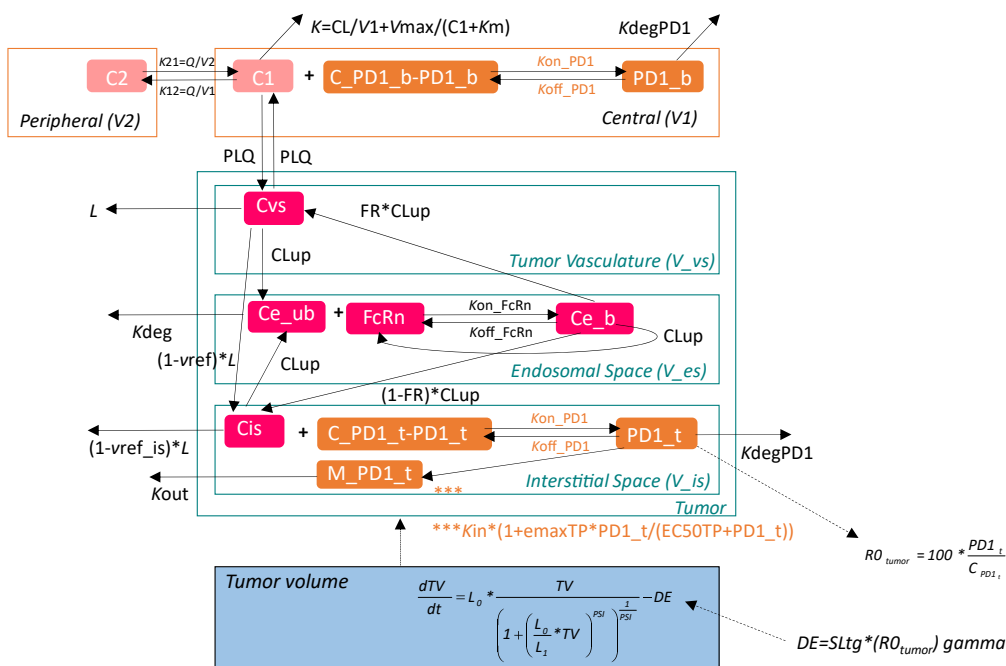 K=CL/V1+Vmax/(C1+Km)
KdegPD1
K21=Q/V2
C2
C1
+
C_PD1_b-PD1_b
Kon_PD1
Koff_PD1
PD1_b
K12=Q/V1
Peripheral (V2)
Central (V1)
PLQ
PLQ
Cvs
L
FR*CLup
CLup
Tumor Vasculature (V_vs)
Ce_ub
+
FcRn
Kon_FcRn
Koff_FcRn
Ce_b
Kdeg
CLup
(1-vref)*L
CLup
Endosomal Space (V_es)
(1-FR)*CLup
Cis
+
C_PD1_t-PD1_t
Kon_PD1
Koff_PD1
PD1_t
(1-vref_is)*L
KdegPD1
M_PD1_t
***
Interstitial Space (V_is)
Kout
Tumor
***Kin*(1+emaxTP*PD1_t/(EC50TP+PD1_t))
R0 tumor = 100 * PD1 t / C PD1 t
Tumor volume
dTV/dt = L0 * TV / (1 + (L0/L1 * TV)^PSI)^(1/PSI) - DE
DE=SLtg*(R0tumor) gamma